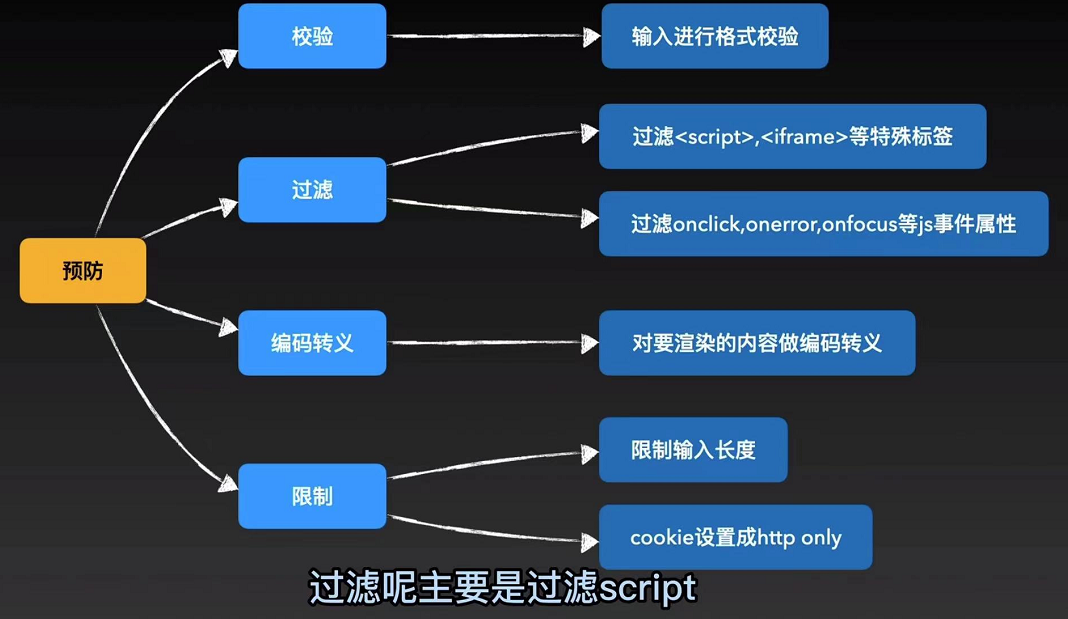 校验
输入进行格式校验
过滤<script>,<iframe>等特殊标签
过滤
过滤onclick,onerror,onfocus等js事件属性
预防
编码转义
对要渲染的内容做编码转义
限制输入长度
限制
cookie设置成http only
过滤呢主要是过滤script